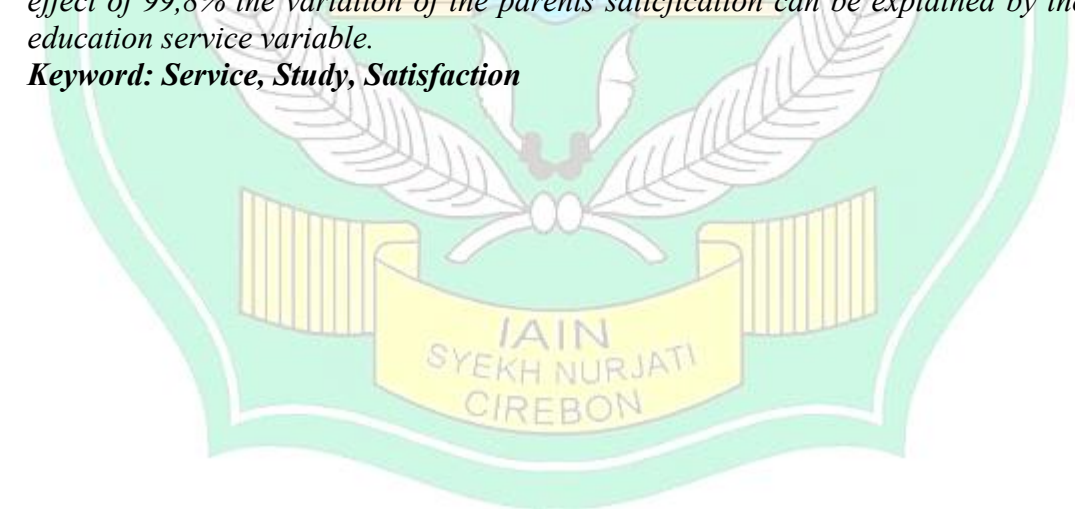 effect of 99,8% the variation of the parents saticfication can be explained by the
education service variable.
Keyword: Service, Study, Satisfaction
IAIN
SYEKH NURJATI
CIREBON